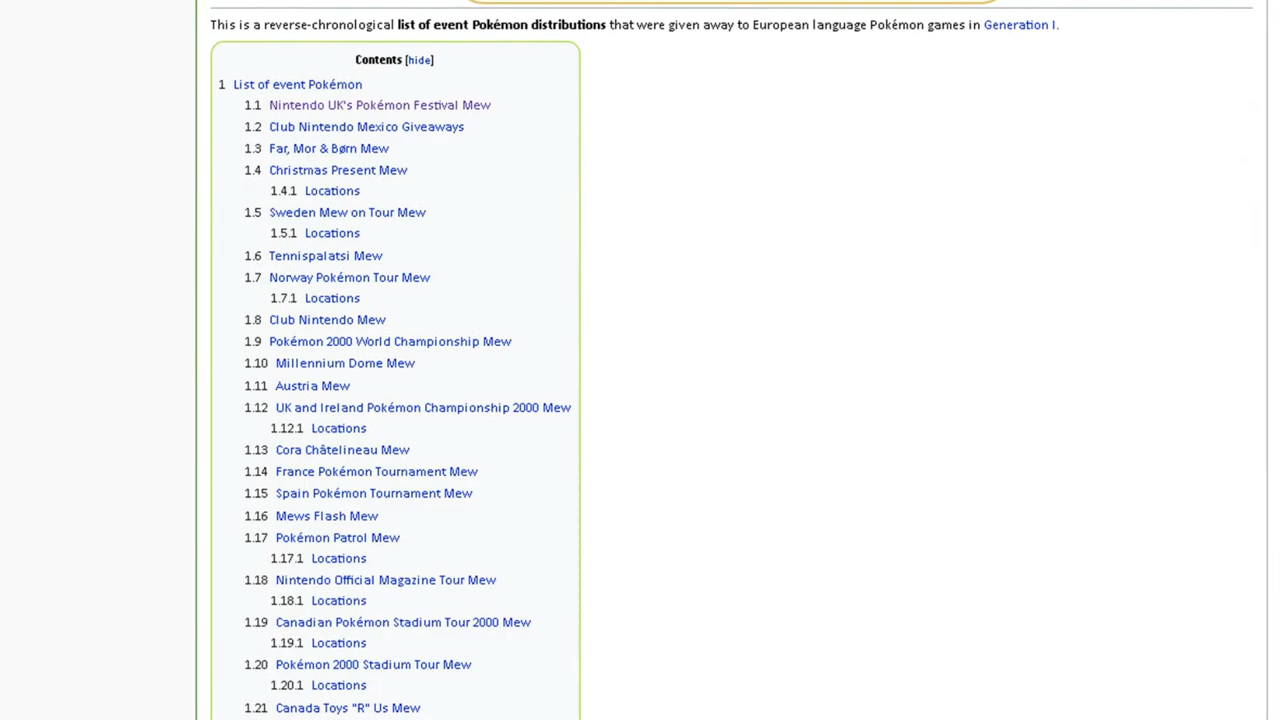 This is a reverse-chronological list of event Pokémon distributions that were given away to European language Pokémon games in Generation I.
Contents [hide]
1 List of event Pokémon
1.1 Nintendo UK's Pokémon Festival Mew
1.2 Club Nintendo Mexico Giveaways
1.3 Far, Mor & Børn Mew
1.4 Christmas Present Mew
1.4.1 Locations
1.5 Sweden Mew on Tour Mew
1.5.1 Locations
1.6 Tennispalatsi Mew
1.7 Norway Pokémon Tour Mew
1.7.1 Locations
1.8 Club Nintendo Mew
1.9 Pokémon 2000 World Championship Mew
1.10 Millennium Dome Mew
1.11 Austria Mew
1.12 UK and Ireland Pokémon Championship 2000 Mew
1.12.1 Locations
1.13 Cora Châtelineau Mew
1.14 France Pokémon Tournament Mew
1.15 Spain Pokémon Tournament Mew
1.16 Mews Flash Mew
1.17 Pokémon Patrol Mew
1.17.1 Locations
1.18 Nintendo Official Magazine Tour Mew
1.18.1 Locations
1.19 Canadian Pokémon Stadium Tour 2000 Mew
1.19.1 Locations
1.20 Pokémon 2000 Stadium Tour Mew
1.20.1 Locations
1.21 Canada Toys "R" Us Mew